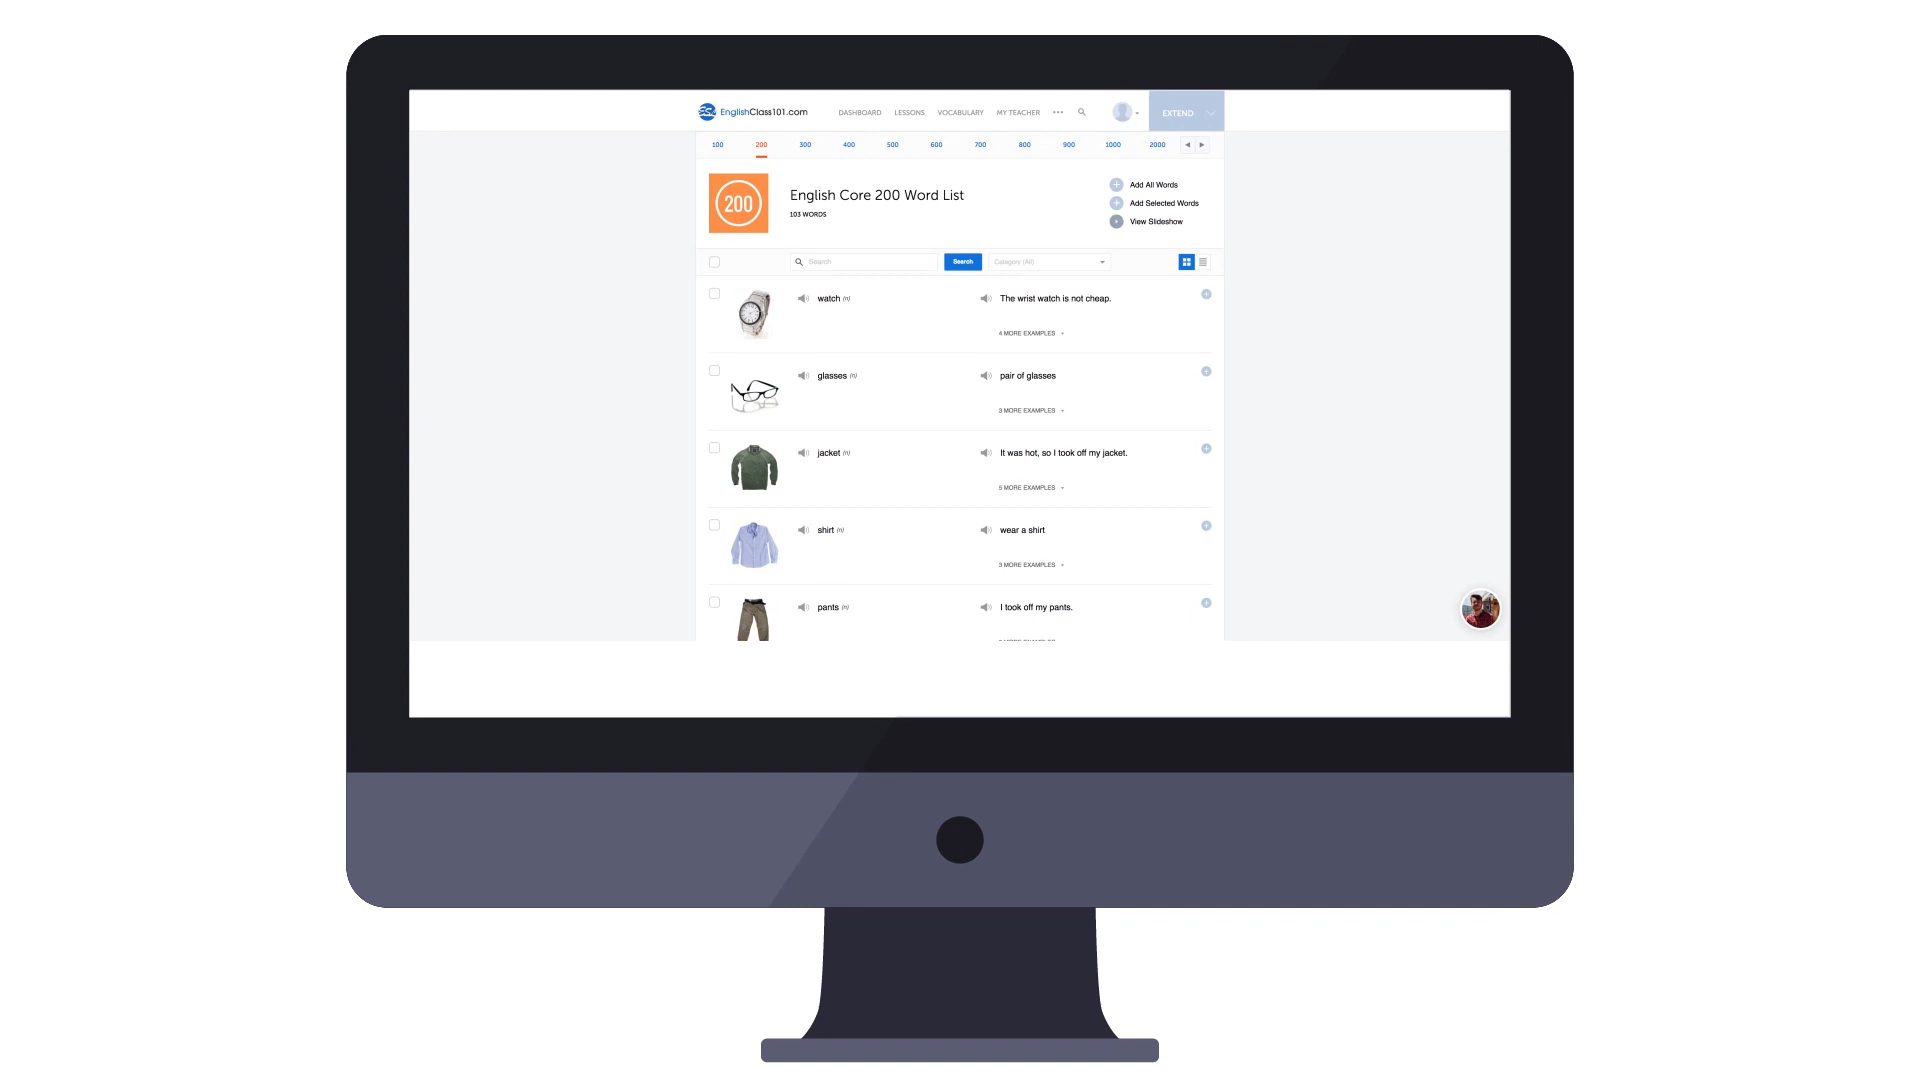 EnglishClass101.com
DASHBOARD LESSONS VOCABULARY MY TEACHER ••• EXTEND
100 200 300 400 500 600 700 800 900 1000 2000
200
English Core 200 Word List
103 WORDS
Add All Words
Add Selected Words
View Slideshow
Search Search Category (All)
watch (n) The wrist watch is not cheap.
4 MORE EXAMPLES
glasses (n) pair of glasses
3 MORE EXAMPLES
jacket (n) It was hot, so I took off my jacket.
5 MORE EXAMPLES
shirt (n) wear a shirt
3 MORE EXAMPLES
pants (n) I took off my pants.